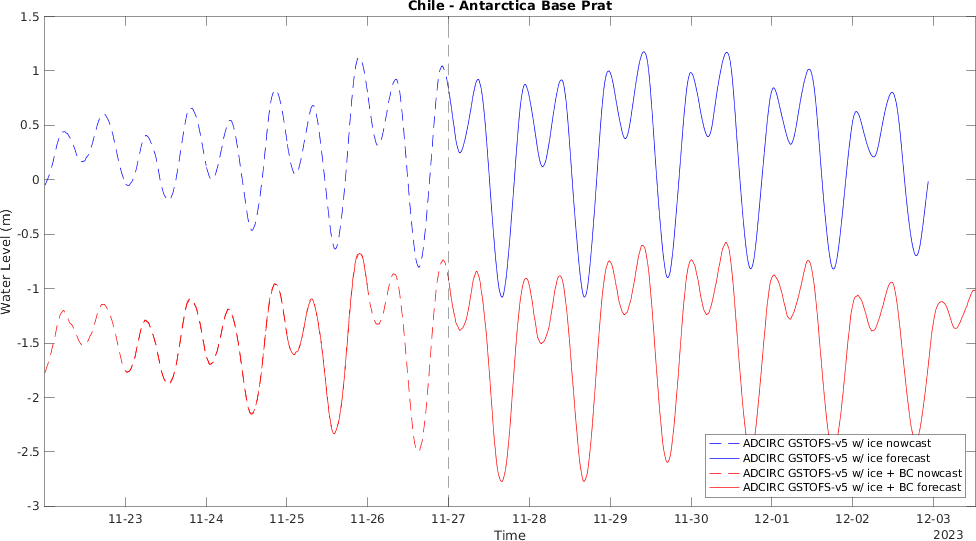 Chile - Antarctica Base Prat
1.5
1
0.5
0
-0.5
-1
-1.5
-2
-2.5
-3
Water Level (m)
11-23 11-24 11-25 11-26 11-27 11-28 11-29 11-30 12-01 12-02 12-03
Time
2023
ADCIRC GSTOFS-v5 w/ ice nowcast
ADCIRC GSTOFS-v5 w/ ice forecast
ADCIRC GSTOFS-v5 w/ ice + BC nowcast
ADCIRC GSTOFS-v5 w/ ice + BC forecast